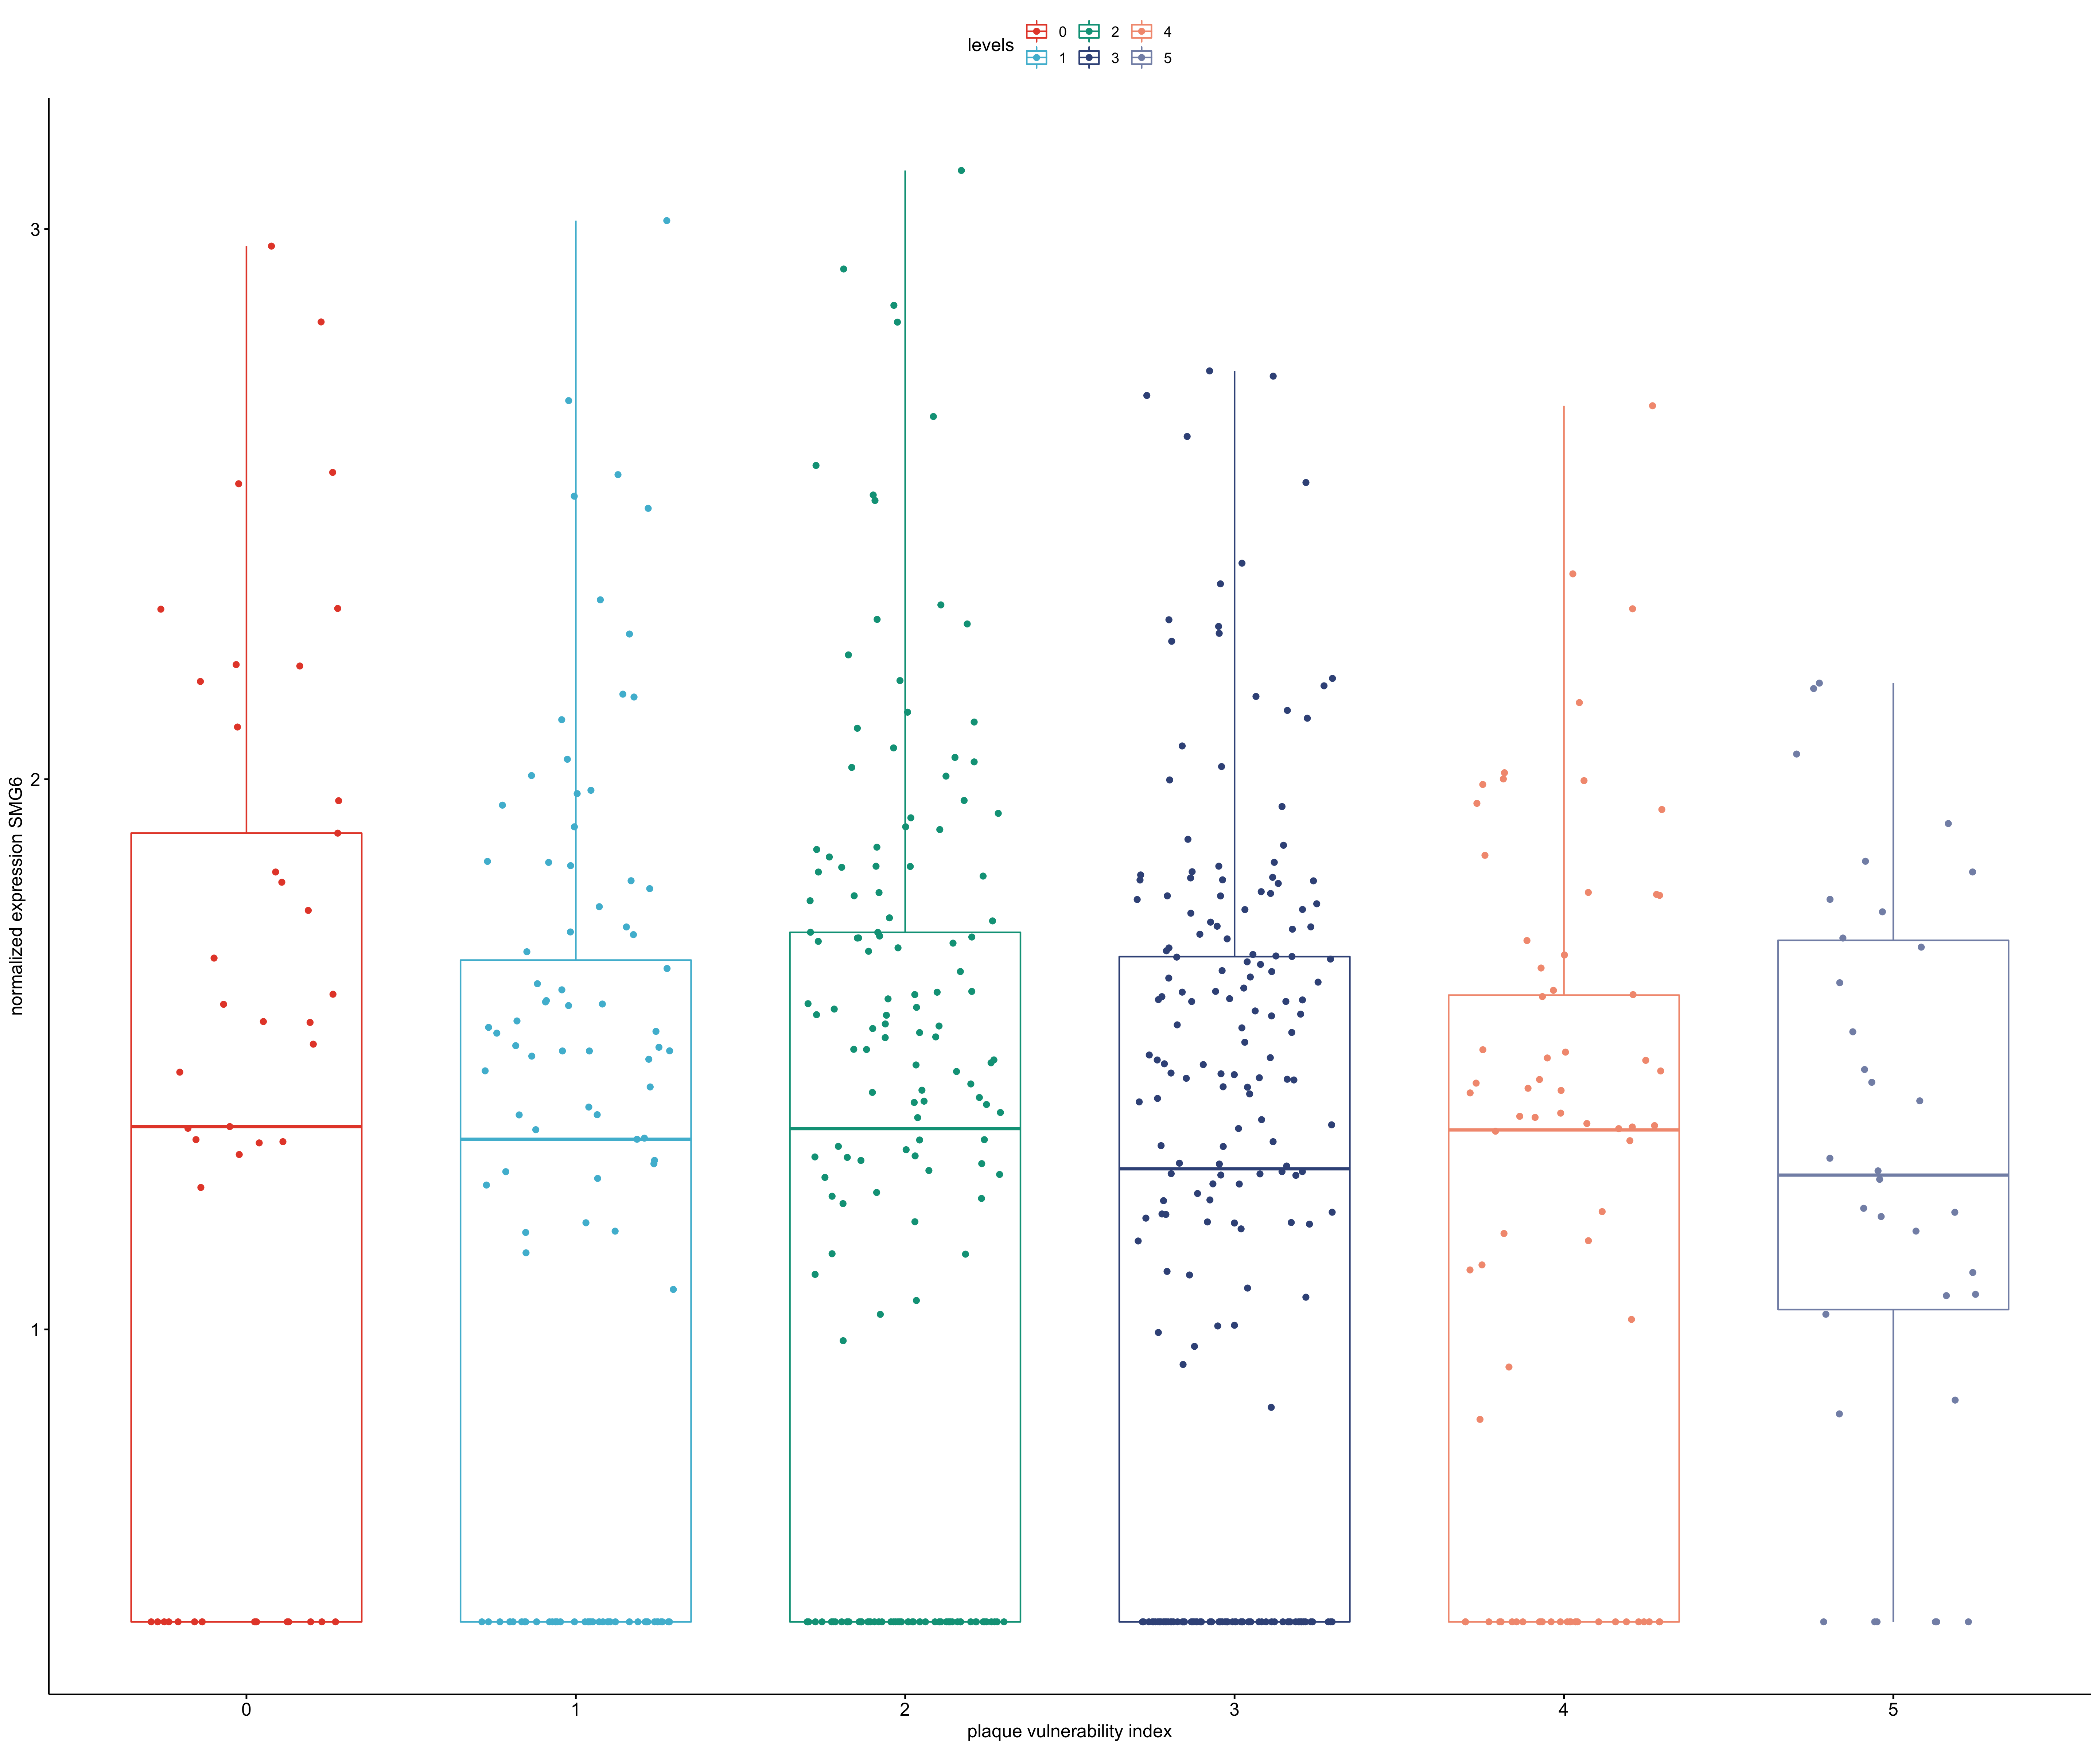 levels
0 2 4
1 3 5
normalized expression SMG6
3
2
1
0 1 2 3 4 5
plaque vulnerability index